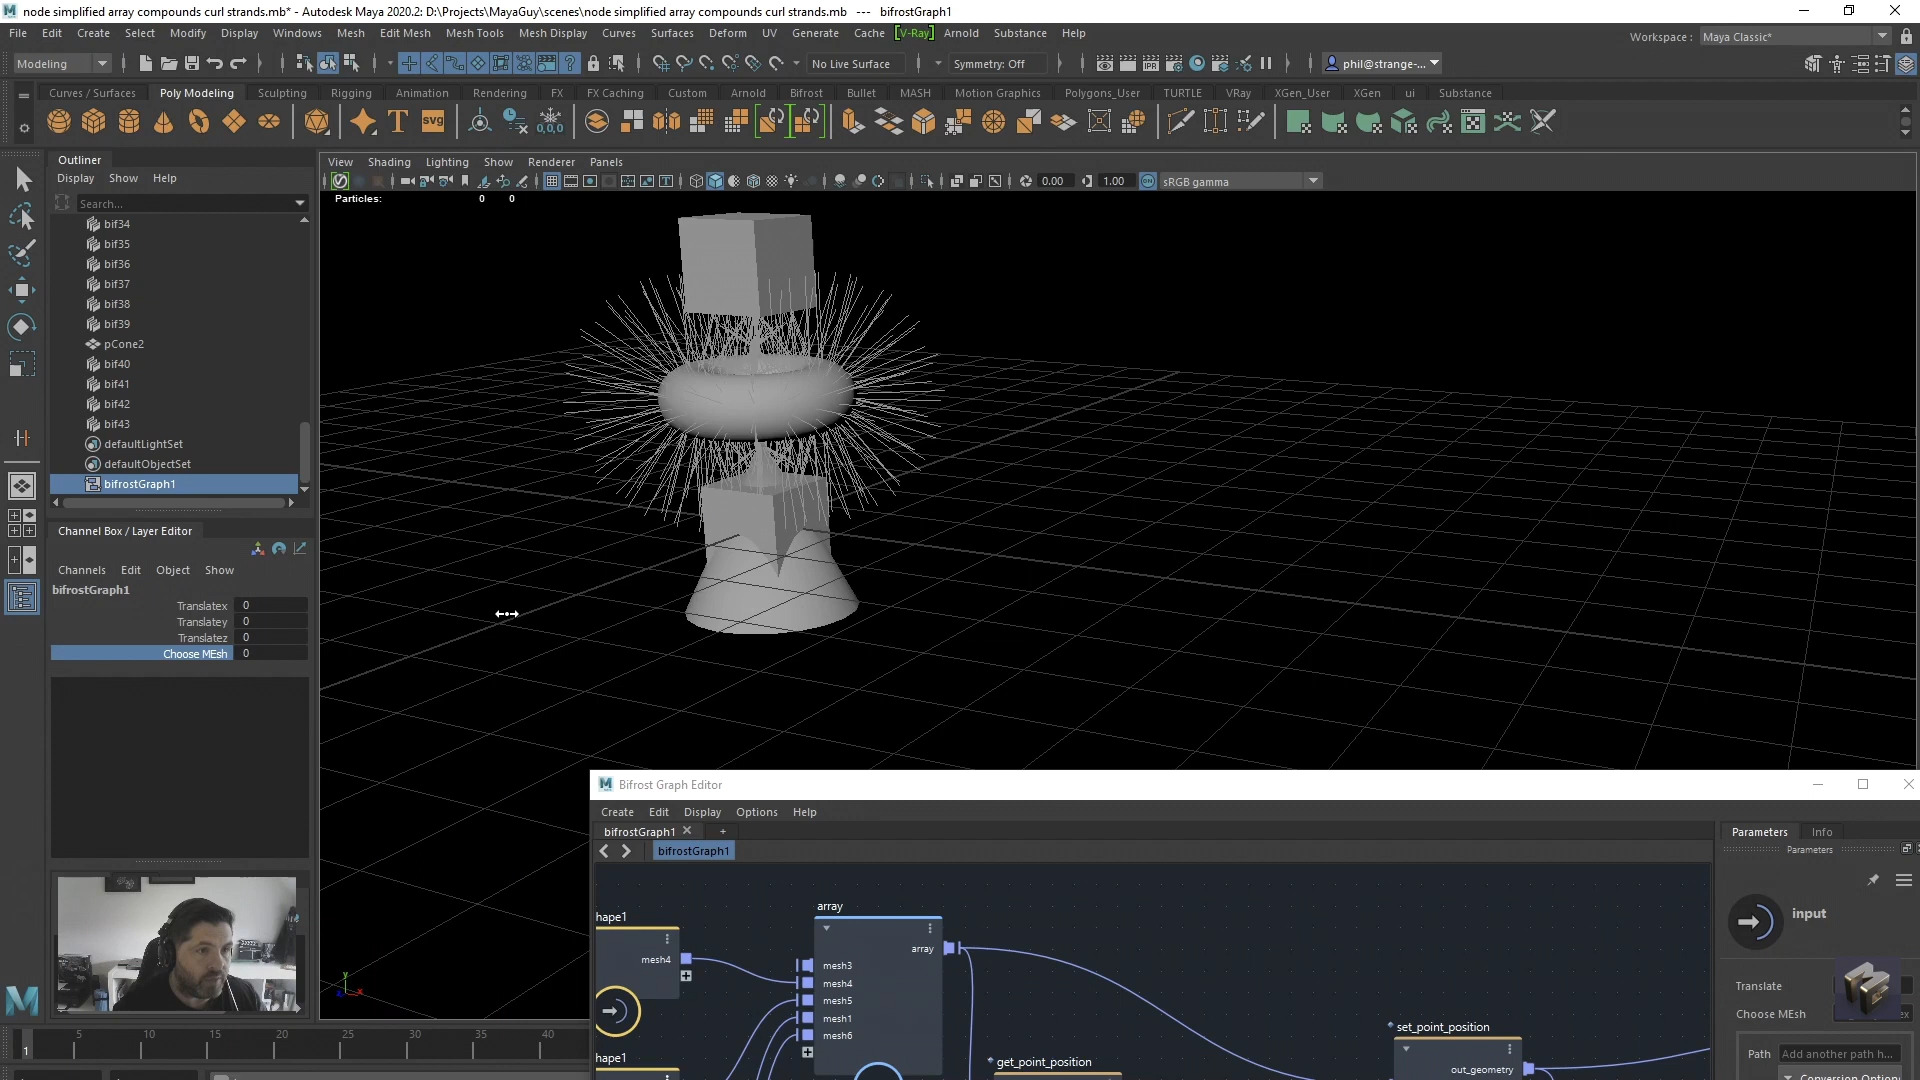 node simplified array compounds curl strands.mb* - Autodesk Maya 2020.2: D:\Projects\MayaGuy\scenes\node simplified array compounds curl strands.mb --- bifrostGraph1
File Edit Create Select Modify Display Windows Mesh Edit Mesh Mesh Tools Mesh Display Curves Surfaces Deform UV Generate Cache [V-Ray] Arnold Substance Help
Workspace : Maya Classic*
Modeling No Live Surface Symmetry: Off phil@strange-...
Curves / Surfaces Poly Modeling Sculpting Rigging Animation Rendering FX FX Caching Custom Arnold Bifrost Bullet MASH Motion Graphics Polygons_User TURTLE VRay XGen_User XGen ui Substance
T svg 0,0,0
Outliner
Display Show Help
Search...
bif34
bif35
bif36
bif37
bif38
bif39
pCone2
bif40
bif41
bif42
bif43
defaultLightSet
defaultObjectSet
bifrostGraph1
View Shading Lighting Show Renderer Panels
0.00 1.00 sRGB gamma
Particles: 0 0
Channel Box / Layer Editor
Channels Edit Object Show
bifrostGraph1
Translatex 0
Translatey 0
Translatez 0
Choose MEsh 0
y
x
5 10 15 20 25 30 35 40
1
Bifrost Graph Editor
Create Edit Display Options Help
bifrostGraph1 +
bifrostGraph1
hape1
mesh4
hape1
array
array
mesh3
mesh4
mesh5
mesh1
mesh6
get_point_position
set_point_position
out_geometry
Parameters Info
Parameters
input
Translate
Choose MEsh
Path Add another path h...
Conversion Option